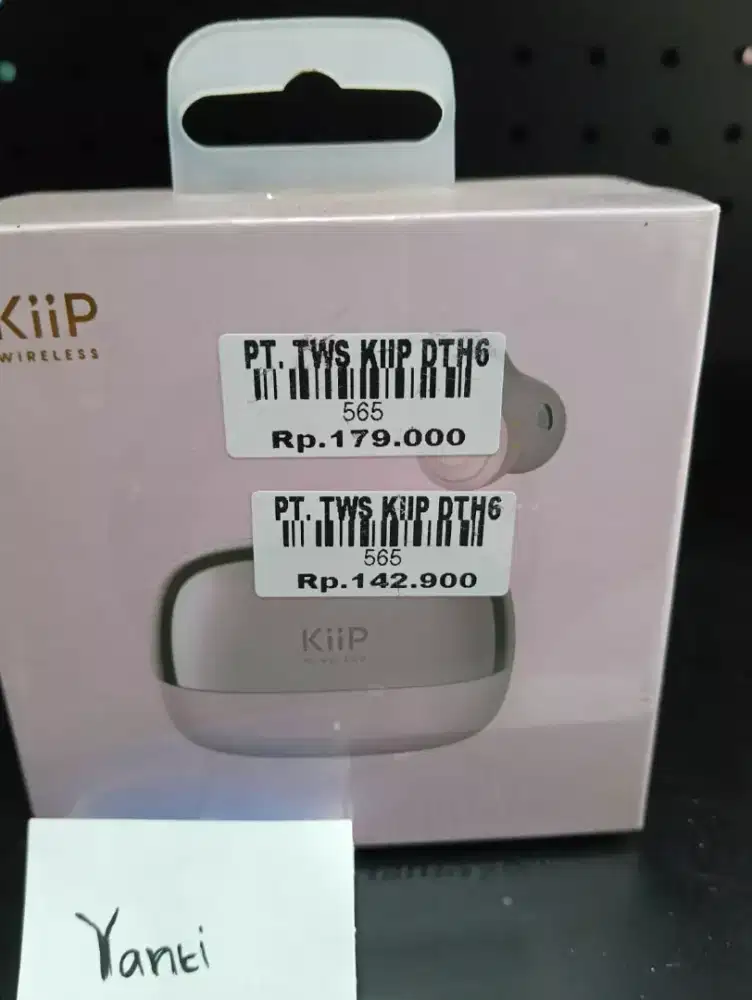 KiiP
WIRELESS
PT. TWS KIIP DTH6
565
Rp.179.000
PT. TWS KIIP DTH6
565
Rp.142.900
KiiP
Yanti